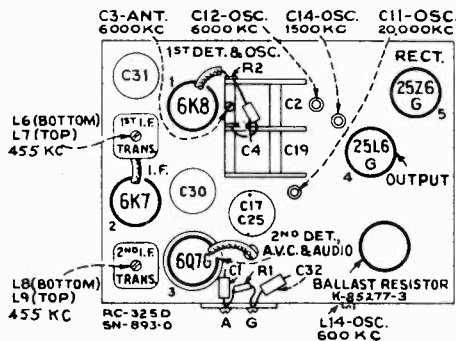 C3-ANT.
6000KC
C12-OSC.
6000KC
C14-OSC.
1500KC
C11-OSC.
20,000KC
1ST DET. & OSC.
R2
RECT.
C31
1
6K8
C2
25Z6
G
5
L6(BOTTOM)
L7(TOP)
455 KC
1ST I.F.
TRANS.
C4
C19
25L6
G
4
OUTPUT
I.F.
6K7
2
C30
C17
C25
2ND DET.,
A.V.C. & AUDIO
2ND I.F.
TRANS.
6Q7G
3
C1
R1
C32
L8(BOTTOM)
L9(TOP)
455 KC
BALLAST RESISTOR
K-85277-3
RC-325D
SN-893-0
A
G
L14-OSC.
600 KC